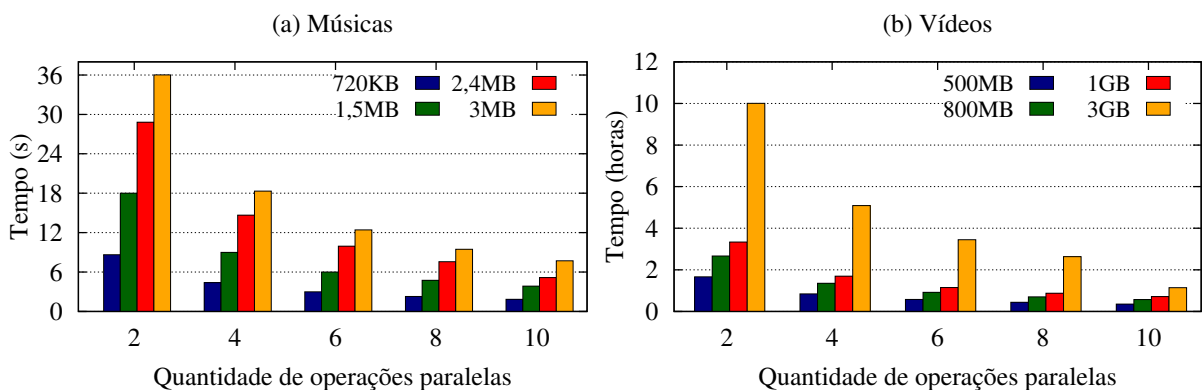 (a) Músicas
Tempo (s)
36
30
24
18
12
6
0
720KB 2,4MB
1,5MB 3MB
2 4 6 8 10
Quantidade de operações paralelas
(b) Vídeos
Tempo (horas)
12
10
8
6
4
2
0
500MB 1GB
800MB 3GB
2 4 6 8 10
Quantidade de operações paralelas